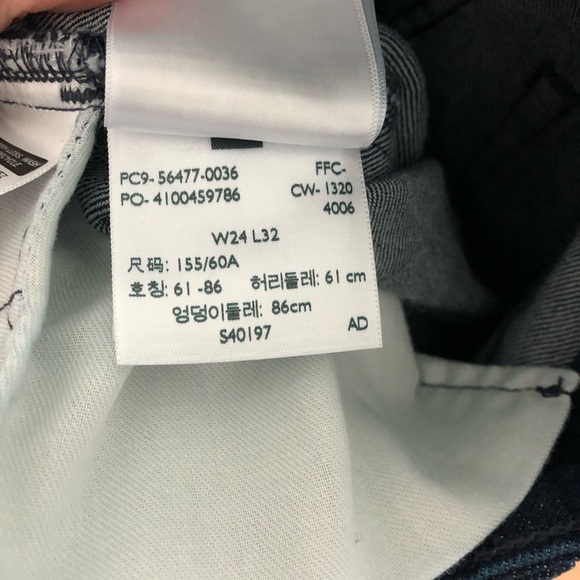 PC9- 56477-0036 FFC-
PO- 4100459786 CW- 1320
4006
W24 L32
尺码: 155/60A
호칭: 61 -86 허리둘레: 61 cm
엉덩이둘레: 86cm
S40197 AD